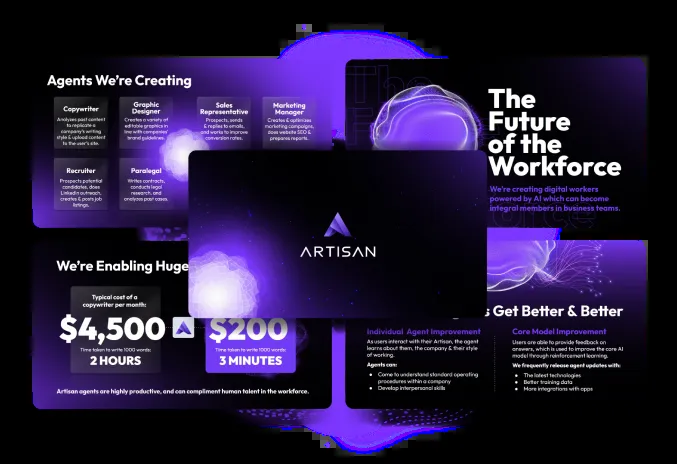 Agents We're Creating
Copywriter
Analyzes past content
to replicate a
company's writing
style & upload content
to the user's site.
Graphic
Designer
Creates a variety of
editable graphics in
line with companies'
brand guidelines.
Sales
Representative
Prospects, sends
& replies to emails,
and works to improve
conversion rates.
Marketing
Manager
Creates & optimizes
marketing campaigns,
does website SEO &
prepares reports.
Recruiter
Prospects potential
candidates, does
LinkedIn outreach,
creates & posts job
listings.
Paralegal
Writes contracts,
conducts legal
research, and
analyzes past cases.
The
The
Future
of the
Workforce
We're creating digital workers
powered by AI which can become
integral members in business teams.
ARTISAN
We're Enabling Huge
Typical cost of a
copywriter per month:
$4,500
Time taken to write 1000 words:
2 HOURS
$200
Time taken to write 1000 words:
3 MINUTES
Artisan agents are highly productive, and can compliment human talent in the workforce.
s Get Better & Better
Individual Agent Improvement
As users interact with their Artisan, the agent
learns about them, the company & their style
of working.
Agents can:
● Come to understand standard operating
procedures within a company
● Develop interpersonal skills
Core Model Improvement
Users are able to provide feedback on
answers, which is used to improve the core AI
model through reinforcement learning.
We frequently release agent updates with:
● The latest technologies
● Better training data
● More integrations with apps